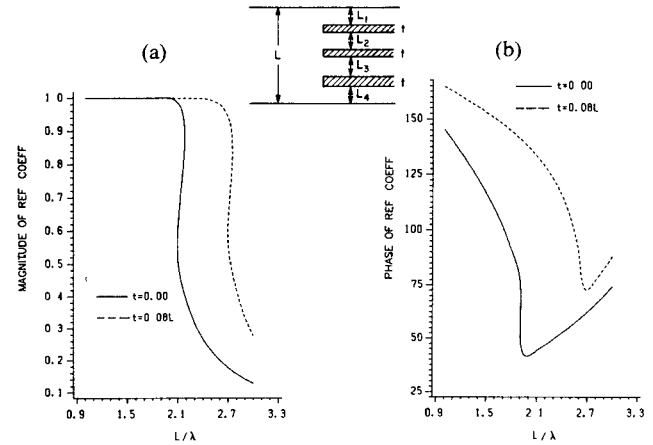 (a)
L
L1
L2
L3
L4
t
t
t
(b)
MAGNITUDE OF REF COEFF
1.0
0.9
0.8
0.7
0.6
0.5
0.4
0.3
0.2
0.1
t=0.00
t=0.08L
0.9
1.5
2.1
2.7
3.3
L/λ
PHASE OF REF COEFF
150
125
100
75
50
25
t=0.00
t=0.08L
0.9
1.5
2.1
2.7
3.3
L/λ